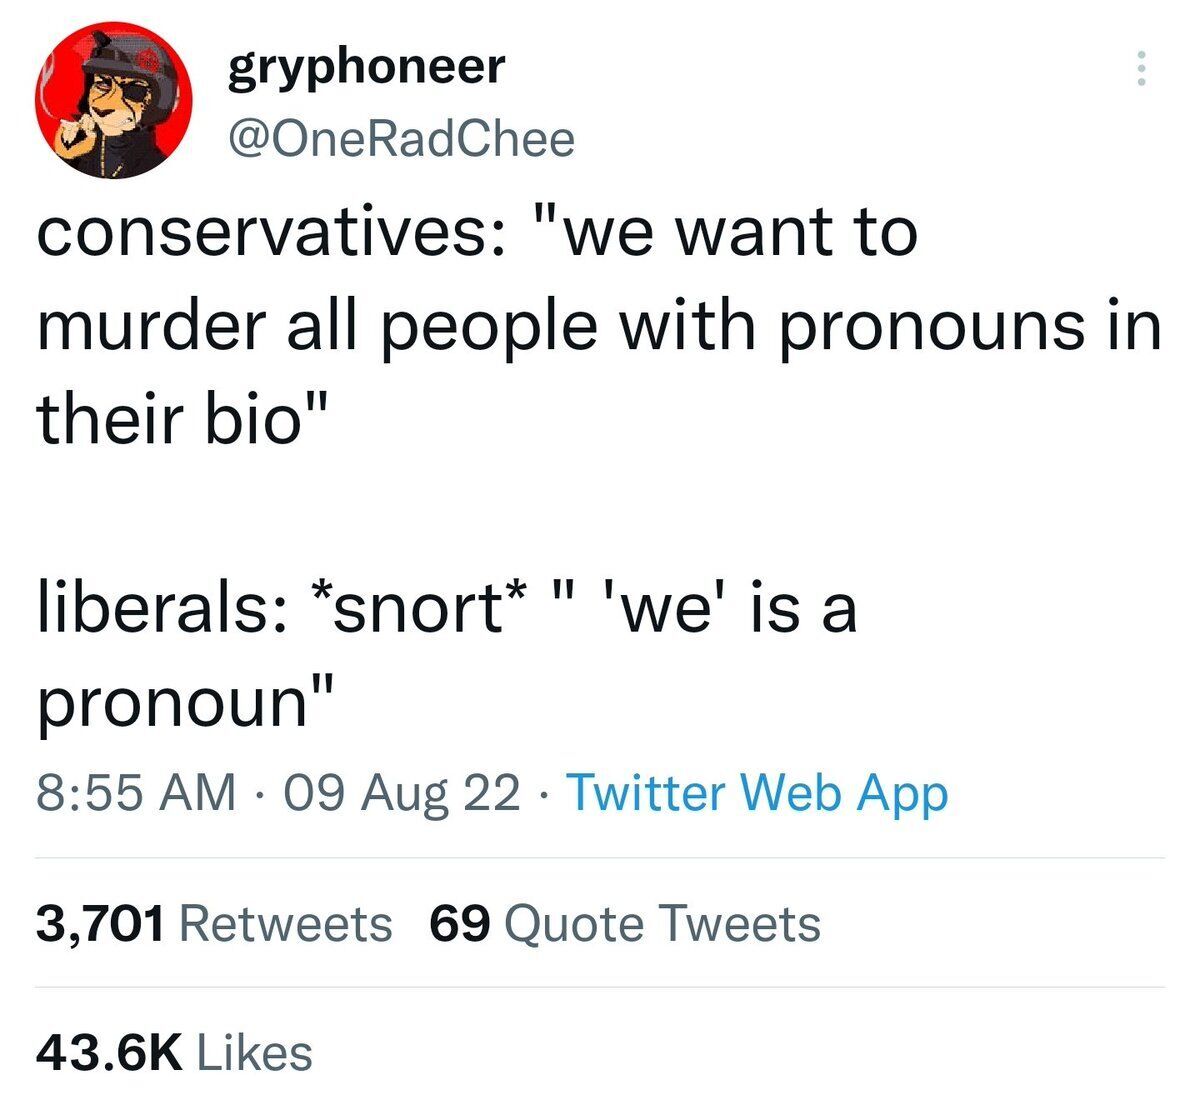 gryphoneer
@OneRadChee
conservatives: "we want to
murder all people with pronouns in
their bio"
liberals: *snort* " 'we' is a
pronoun"
8:55 AM · 09 Aug 22 · Twitter Web App
3,701 Retweets 69 Quote Tweets
43.6K Likes